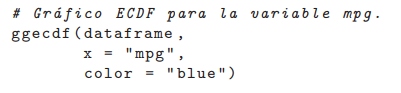 # Gráfico ECDF para la variable mpg.
ggecdf(dataframe,
x = "mpg",
color = "blue")